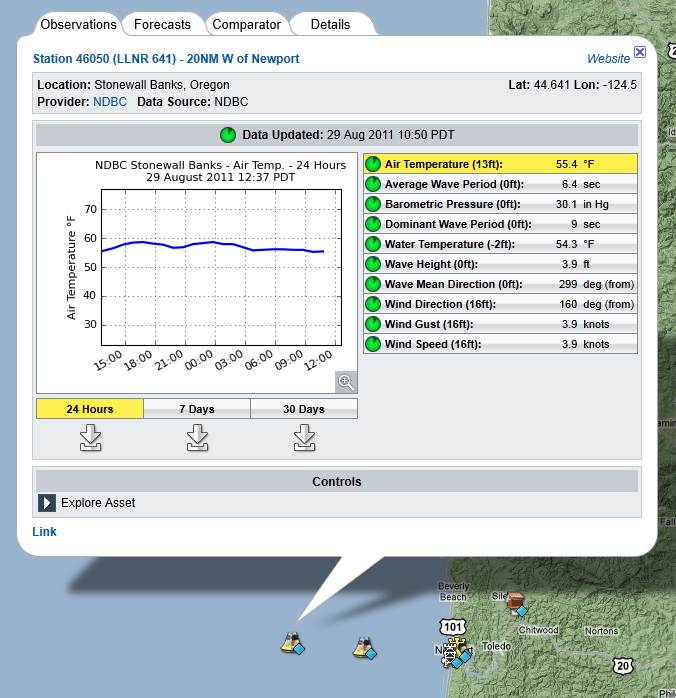 Observations Forecasts Comparator Details
Station 46050 (LLNR 641) - 20NM W of Newport Website
Location: Stonewall Banks, Oregon Lat: 44.641 Lon: -124.5
Provider: NDBC Data Source: NDBC
Data Updated: 29 Aug 2011 10:50 PDT
NDBC Stonewall Banks - Air Temp. - 24 Hours
29 August 2011 12:37 PDT
Air Temperature °F
70
60
50
40
30
15:00 18:00 21:00 00:00 03:00 06:00 09:00 12:00
Air Temperature (13ft): 55.4 °F
Average Wave Period (0ft): 6.4 sec
Barometric Pressure (0ft): 30.1 in Hg
Dominant Wave Period (0ft): 9 sec
Water Temperature (-2ft): 54.3 °F
Wave Height (0ft): 3.9 ft
Wave Mean Direction (0ft): 299 deg (from)
Wind Direction (16ft): 160 deg (from)
Wind Gust (16ft): 3.9 knots
Wind Speed (16ft): 3.9 knots
24 Hours 7 Days 30 Days
Controls
Explore Asset
Link
Beverly
Beach
101
Chitwood
Nortons
Toledo
20